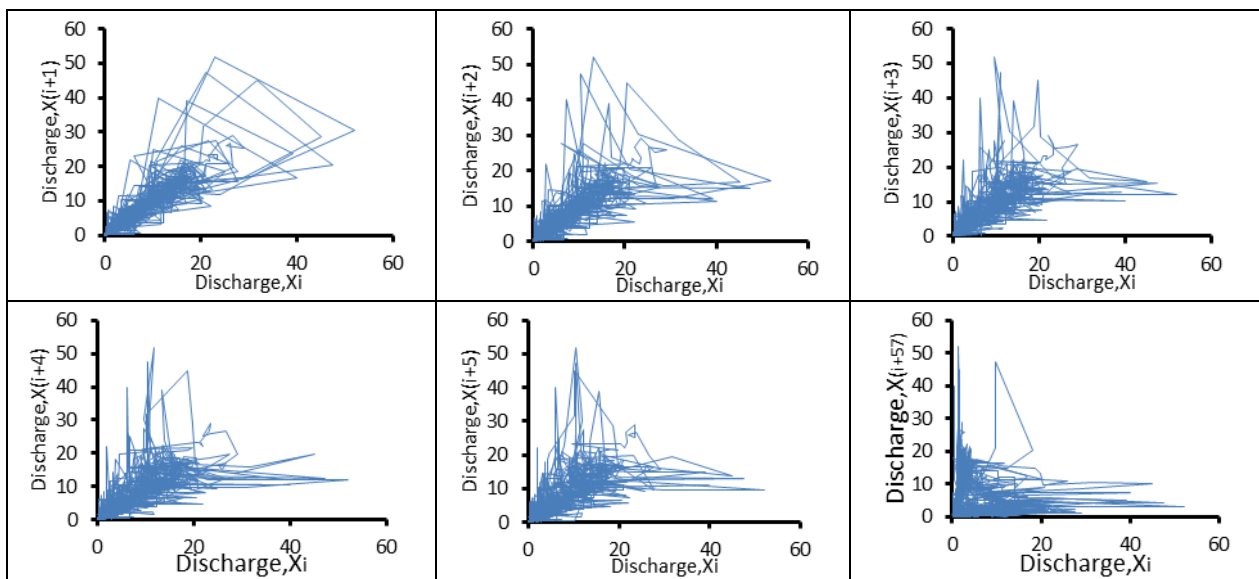 Discharge,X(i+1)
60
50
40
30
20
10
0
0 20 40 60
Discharge,Xi
Discharge,X(i+2)
60
50
40
30
20
10
0
0 20 40 60
Discharge,Xi
Discharge,X(i+3)
60
50
40
30
20
10
0
0 20 40 60
Discharge,Xi
Discharge,X(i+4)
60
50
40
30
20
10
0
0 20 40 60
Discharge,Xi
Discharge,X(i+5)
60
50
40
30
20
10
0
0 20 40 60
Discharge,Xi
Discharge,X(i+57)
60
50
40
30
20
10
0
0 20 40 60
Discharge,Xi